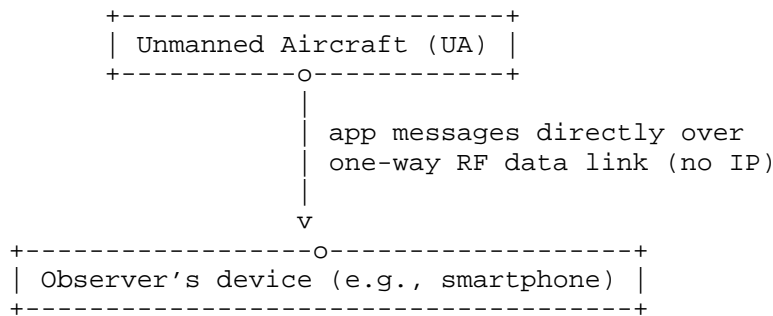 Unmanned Aircraft (UA)
app messages directly over
one-way RF data link (no IP)
Observer's device (e.g., smartphone)